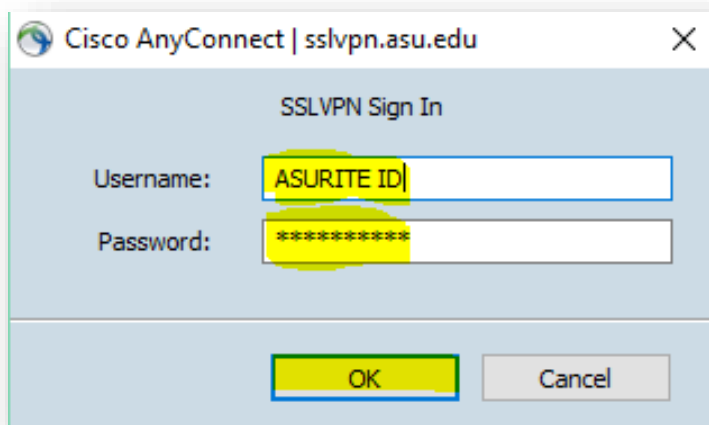 Cisco AnyConnect | sslvpn.asu.edu
SSLVPN Sign In
Username: ASURITE ID
Password: **********
OK Cancel